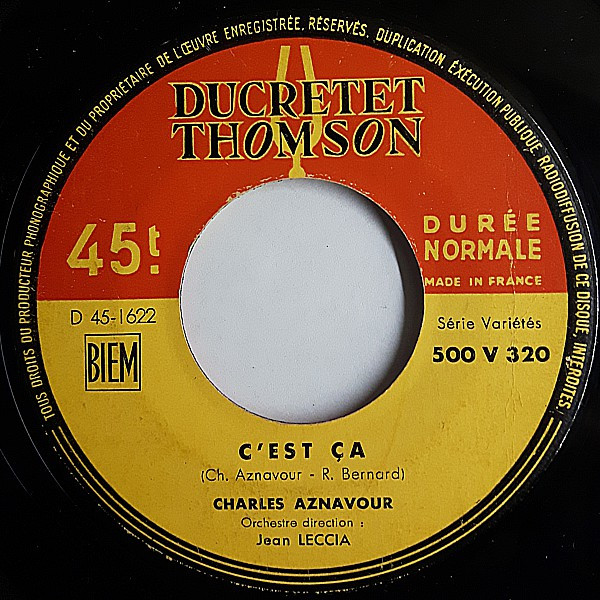 TOUS DROITS DU PRODUCTEUR PHONOGRAPHIQUE ET DU PROPRIÉTAIRE DE L'ŒUVRE ENREGISTRÉE, RÉSERVÉS, DUPLICATION, EXÉCUTION PUBLIQUE, RADIODIFFUSION DE CE DISQUE, INTERDITES.
DUCRETET
THOMSON
45t.
DURÉE
NORMALE
MADE IN FRANCE
D 45-1622
BIEM
Série Variétés
500 V 320
C'EST ÇA
(Ch. Aznavour - R. Bernard)
CHARLES AZNAVOUR
Orchestre direction :
Jean LECCIA